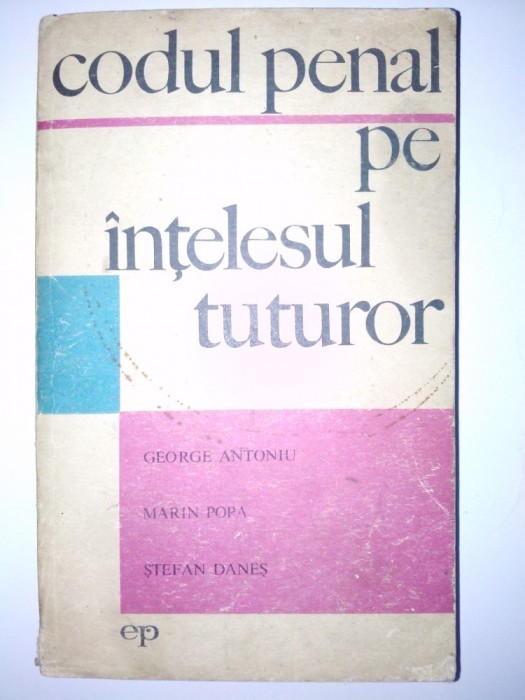 codul penal
pe
înțelesul
tuturor
GEORGE ANTONIU
MARIN POPA
ȘTEFAN DANEȘ
ep